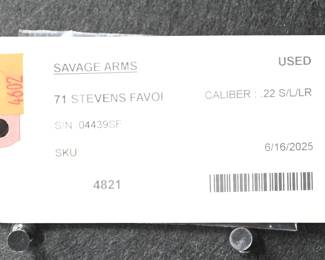 4602
SAVAGE ARMS USED
71 STEVENS FAVOI CALIBER : .22 S/L/LR
S/N: 04439SF
SKU: 6/16/2025
4821